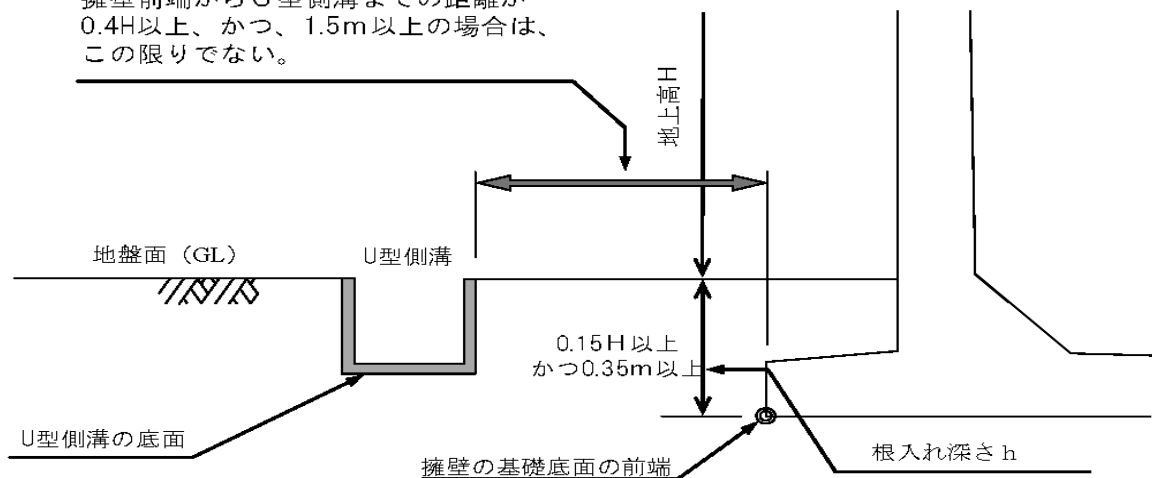 擁壁前端からU型側溝までの距離が
0.4H以上、かつ、1.5m以上の場合は、
この限りでない。
地上高H
地盤面（GL）
U型側溝
0.15H以上
かつ0.35m以上
U型側溝の底面
擁壁の基礎底面の前端
根入れ深さh